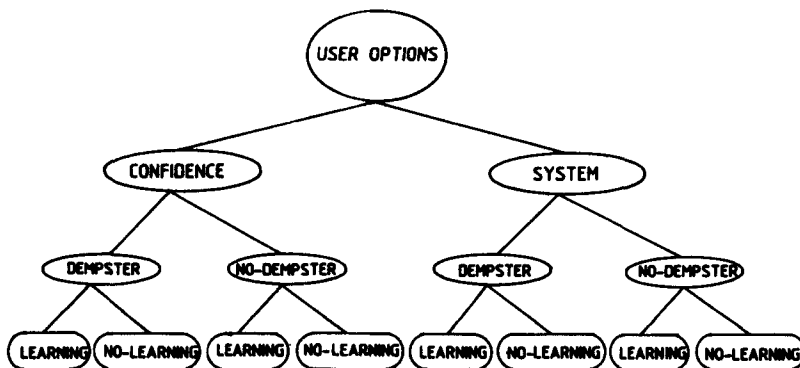 USER OPTIONS
CONFIDENCE
SYSTEM
DEMPSTER
NO-DEMPSTER
DEMPSTER
NO-DEMPSTER
LEARNING
NO-LEARNING
LEARNING
NO-LEARNING
LEARNING
NO-LEARNING
LEARNING
NO-LEARNING